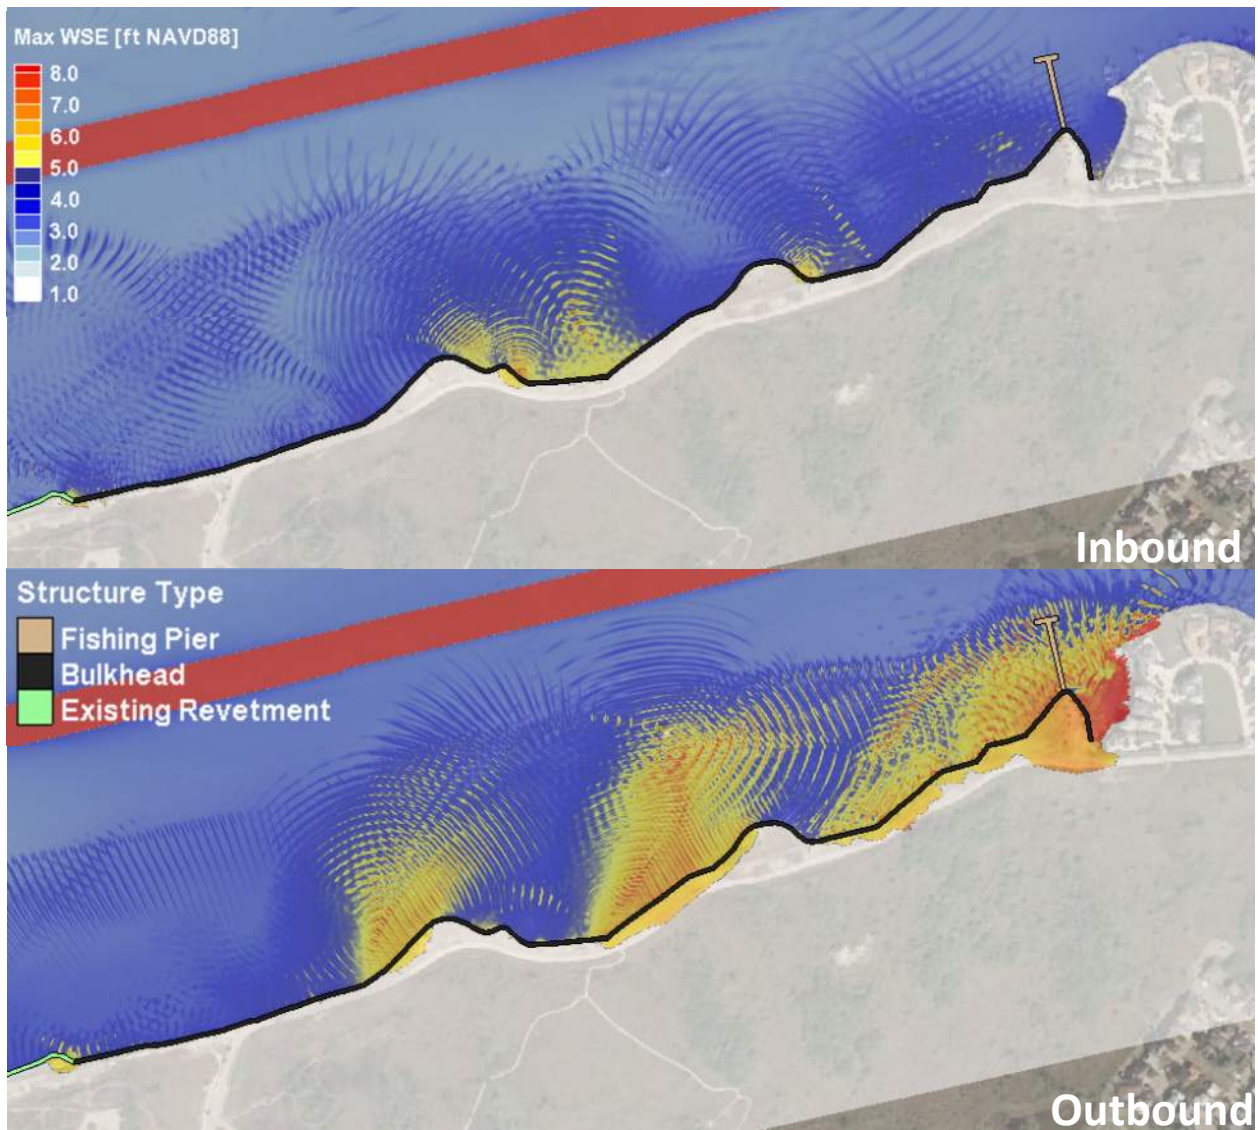 Max WSE [ft NAVD88]
8.0
7.0
6.0
5.0
4.0
3.0
2.0
1.0
Inbound
Structure Type
Fishing Pier
Bulkhead
Existing Revetment
Outbound